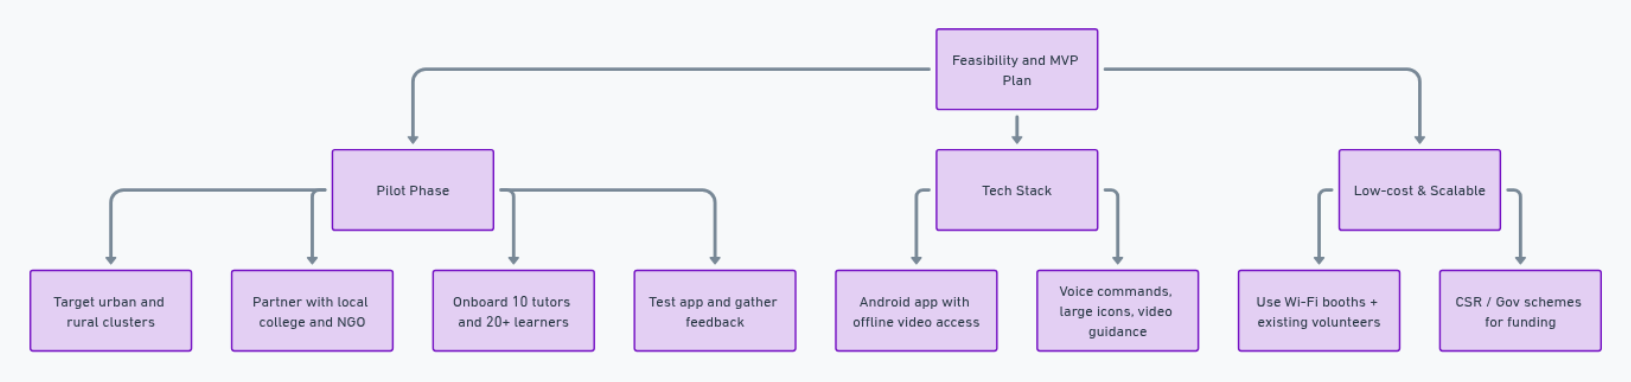 Feasibility and MVP
Plan
Pilot Phase
Tech Stack
Low-cost & Scalable
Target urban and
rural clusters
Partner with local
college and NGO
Onboard 10 tutors
and 20+ learners
Test app and gather
feedback
Android app with
offline video access
Voice commands,
large icons, video
guidance
Use Wi-Fi booths +
existing volunteers
CSR / Gov schemes
for funding